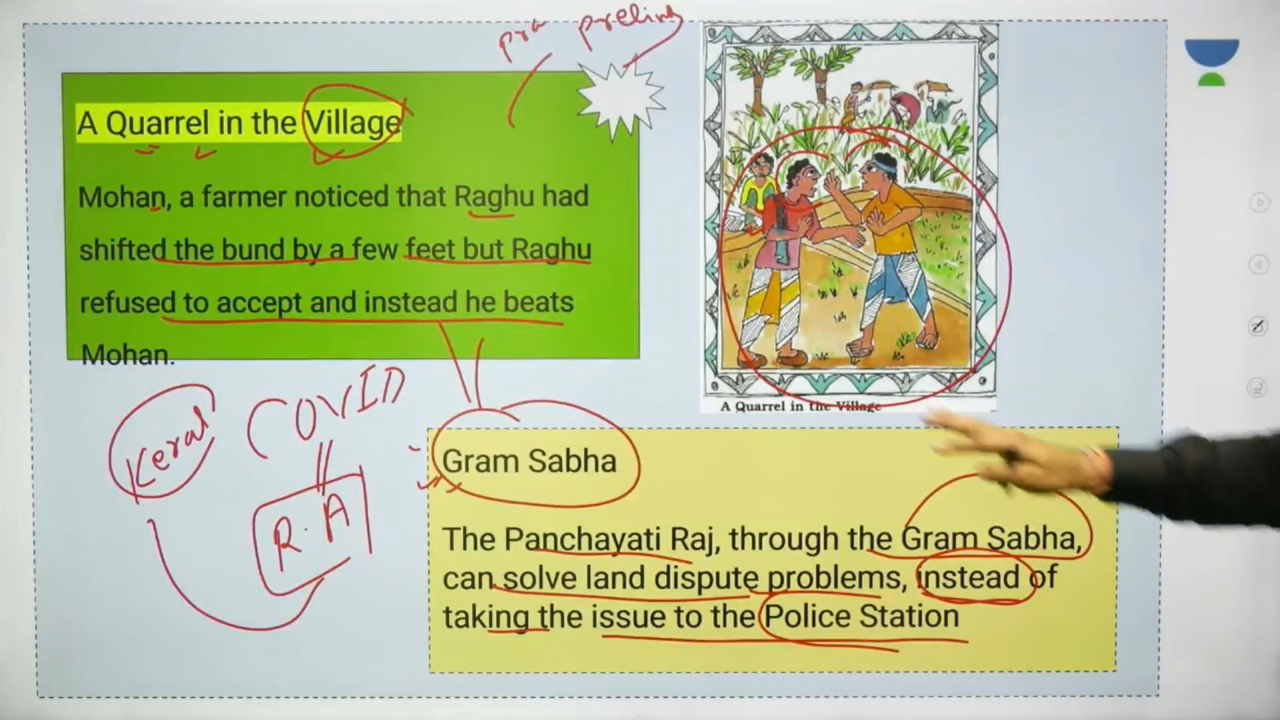 pre prelims
A Quarrel in the Village
Mohan, a farmer noticed that Raghu had
shifted the bund by a few feet but Raghu
refused to accept and instead he beats
Mohan.
A Quarrel in the Village
Keral
COVID
R.A
Gram Sabha
The Panchayati Raj, through the Gram Sabha,
can solve land dispute problems, instead of
taking the issue to the Police Station